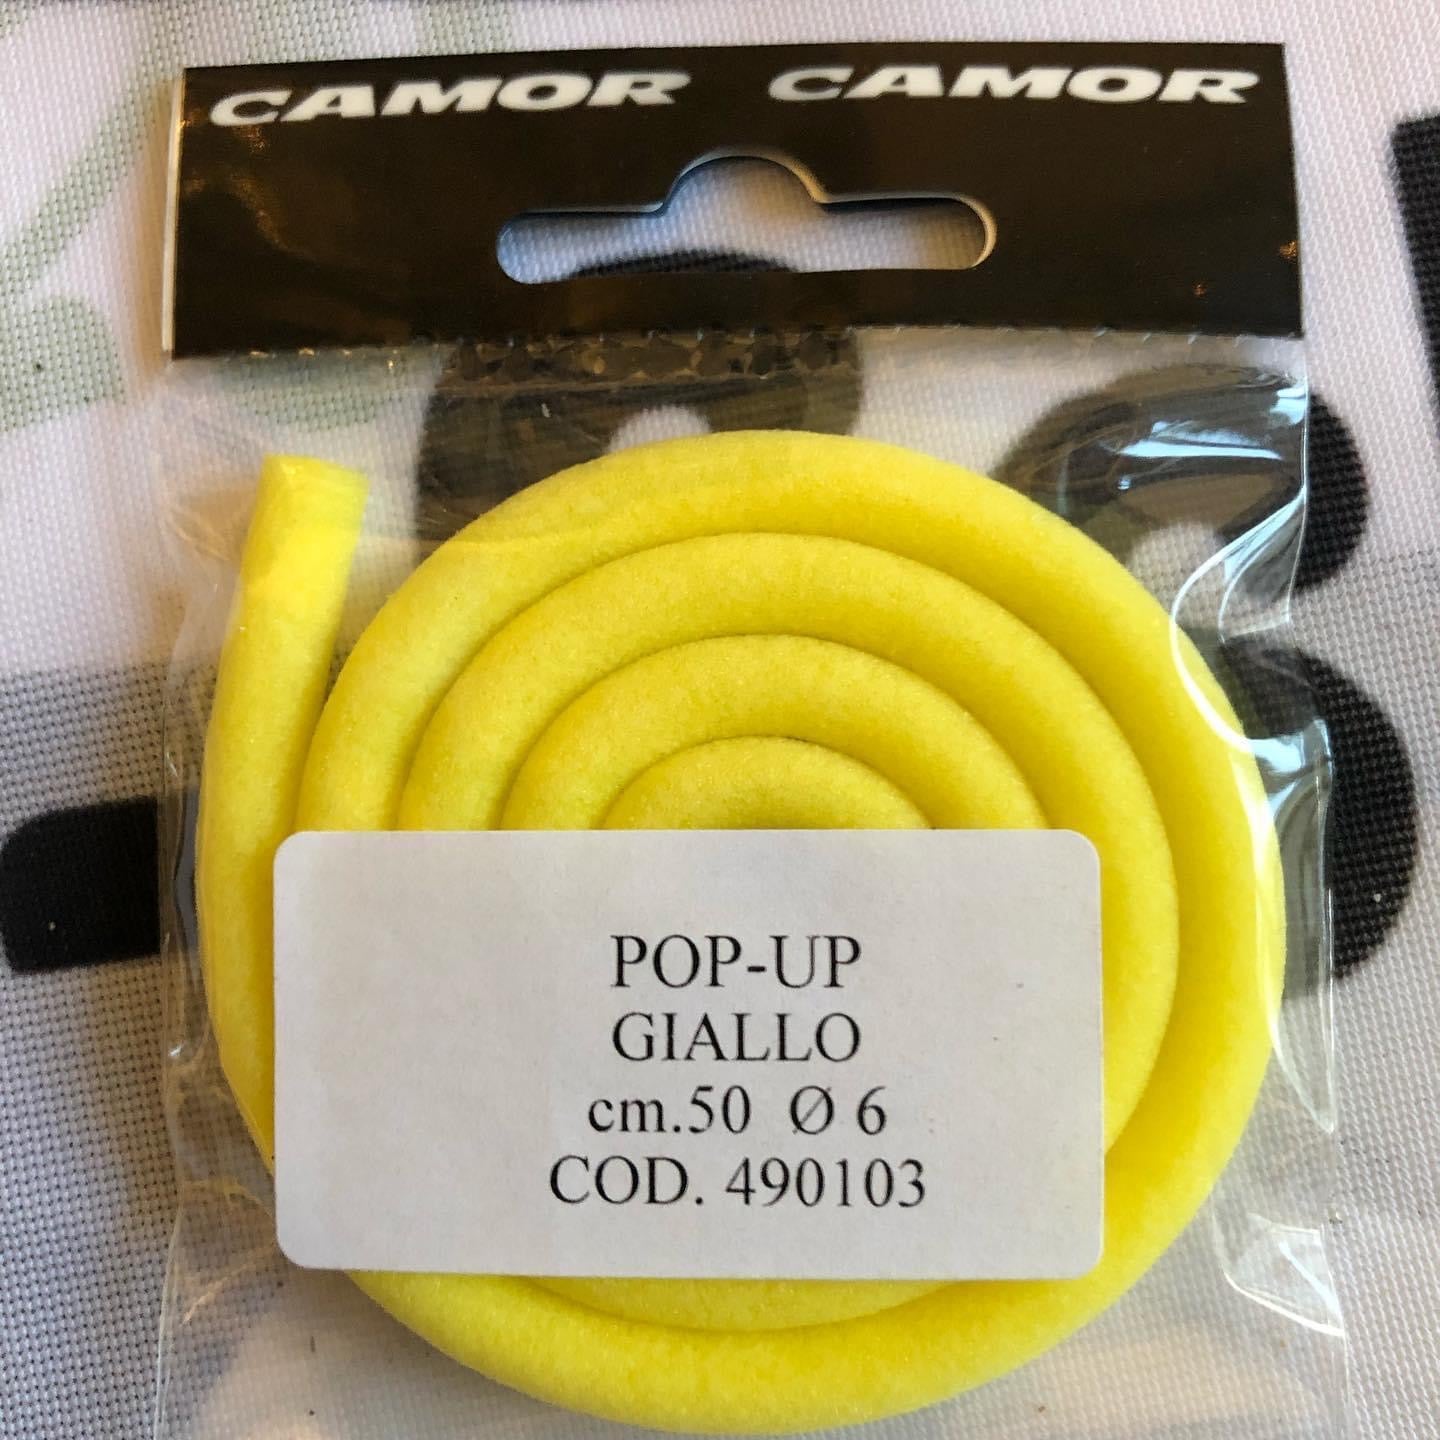 CAMOR CAMOR
POP-UP
GIALLO
cm.50 Ø 6
COD. 490103